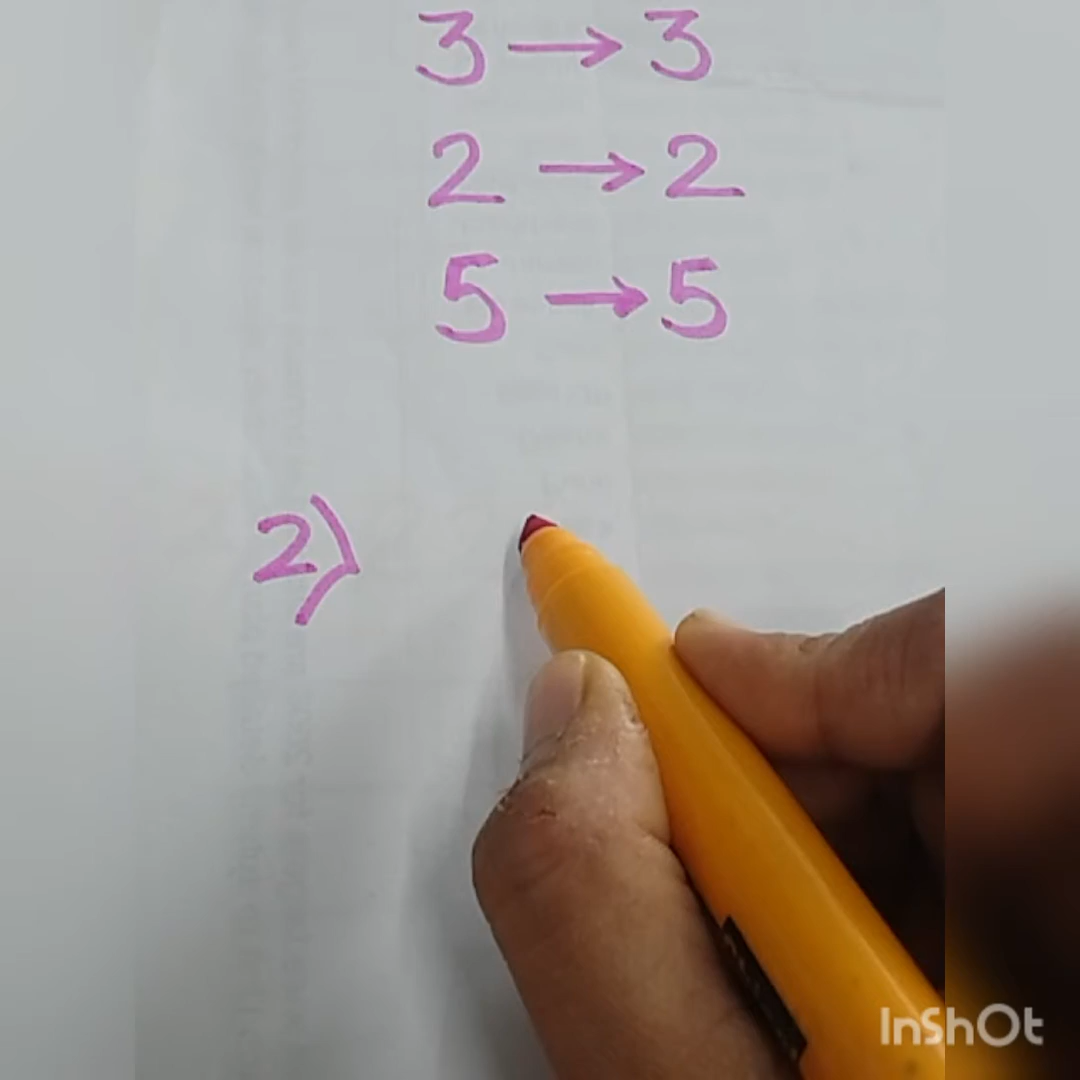 3 → 3
2 → 2
5 → 5
2)
InShOt